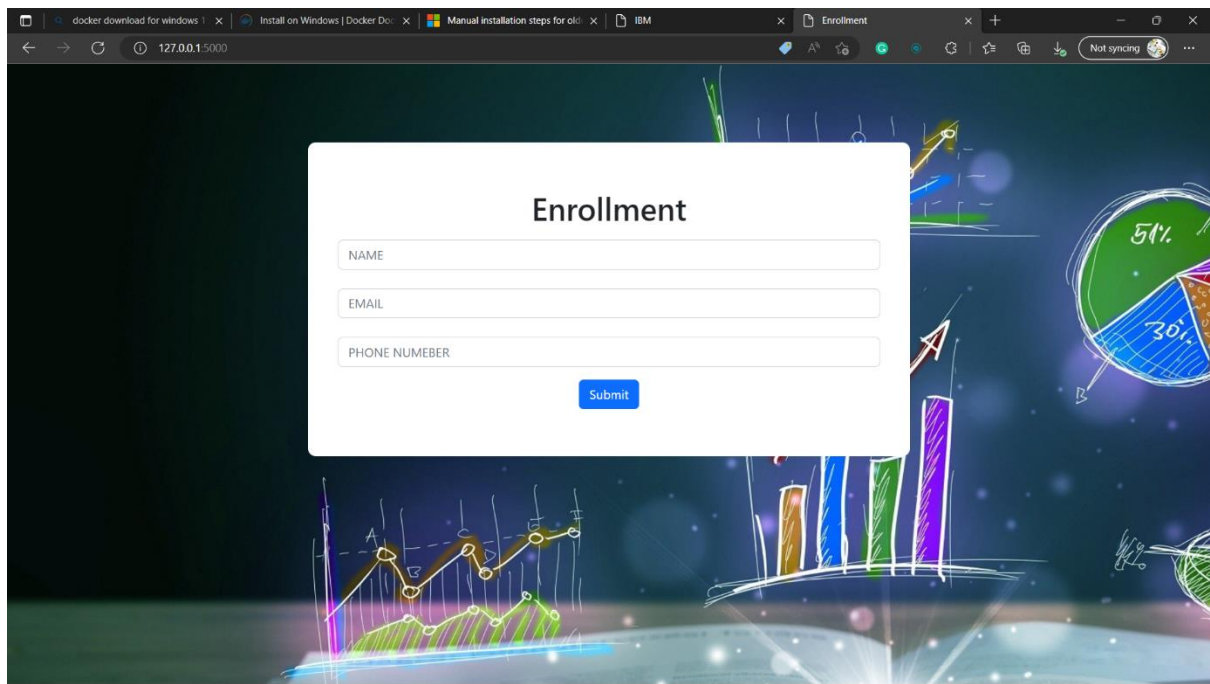 docker download for windows 1
Install on Windows | Docker Doc
Manual installation steps for old
IBM
Enrollment
127.0.0.1:5000
Not syncing
Enrollment
NAME
EMAIL
PHONE NUMEBER
Submit
51%
30%
B
A
B
C
D